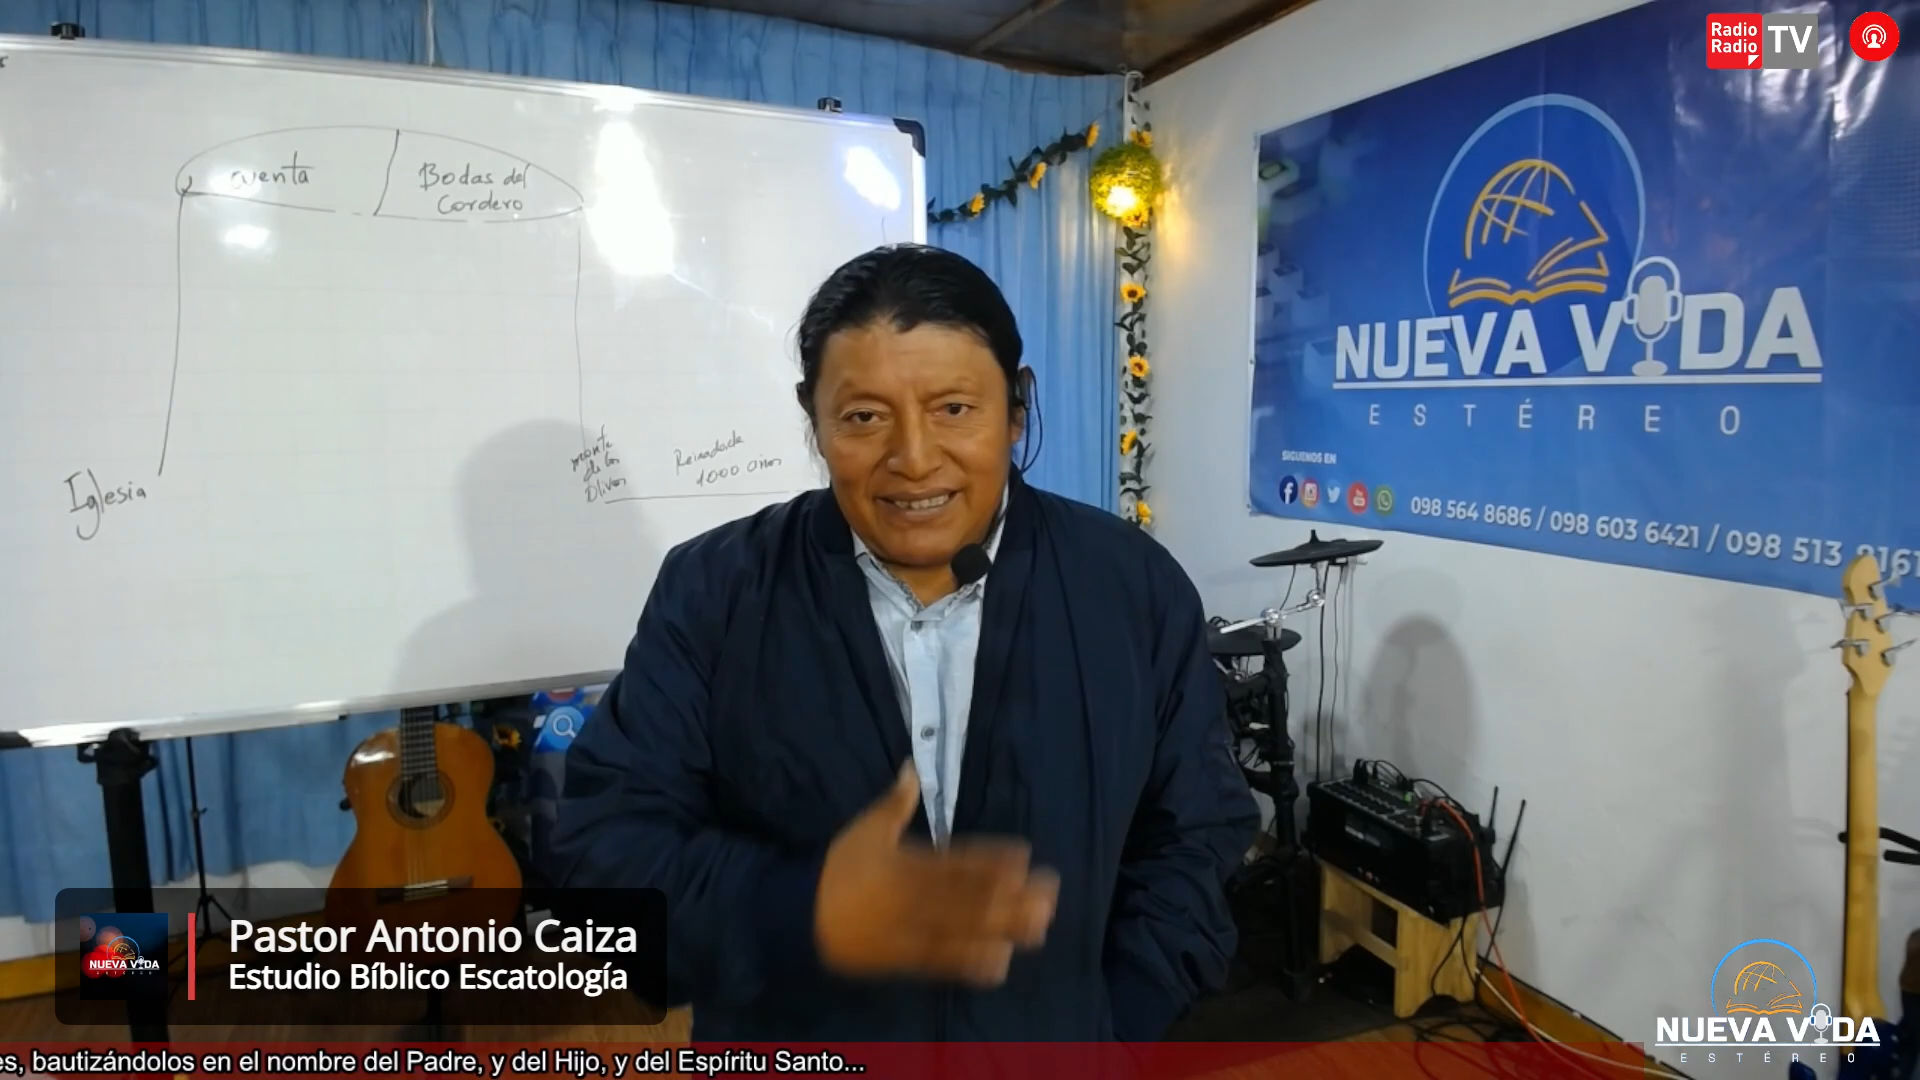 Radio
Radio
TV
cuenta
Bodas del
Cordero
NUEVA VIDA
ESTÉREO
SIGUENOS EN
098 564 8686 / 098 603 6421 / 098 513
monte
de los
Olivos
Reinado de
1000 años
Iglesia
Pastor Antonio Caiza
Estudio Bíblico Escatología
NUEVA VIDA
NUEVA VIDA
ESTÉREO
es, bautizándolos en el nombre del Padre, y del Hijo, y del Espíritu Santo...